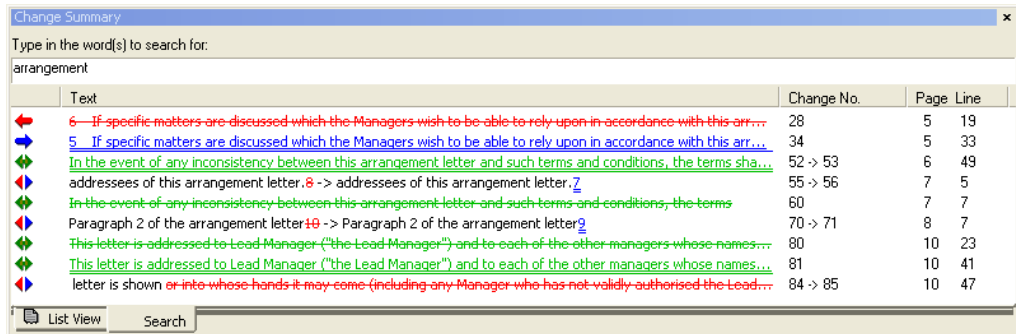 Change Summary
Type in the word(s) to search for:
arrangement
Text Change No. Page Line
6 If specific matters are discussed which the Managers wish to be able to rely upon in accordance with this arr... 28 5 19
5 If specific matters are discussed which the Managers wish to be able to rely upon in accordance with this arr... 34 5 33
In the event of any inconsistency between this arrangement letter and such terms and conditions, the terms sha... 52 -> 53 6 49
addressees of this arrangement letter.8 -> addressees of this arrangement letter.7 55 -> 56 7 5
In the event of any inconsistency between this arrangement letter and such terms and conditions, the terms 60 7 7
Paragraph 2 of the arrangement letter10 -> Paragraph 2 of the arrangement letter9 70 -> 71 8 7
This letter is addressed to Lead Manager ("the Lead Manager") and to each of the other managers whose names... 80 10 23
This letter is addressed to Lead Manager ("the Lead Manager") and to each of the other managers whose names... 81 10 41
letter is shown or into whose hands it may come (including any Manager who has not validly authorised the Lead... 84 -> 85 10 47
List View Search